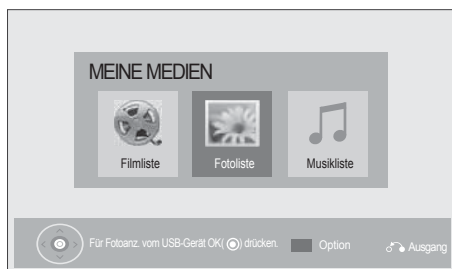 MEINE MEDIEN
Filmliste
Fotoliste
Musikliste
Für Fotoanz. vom USB-Gerät OK(◉) drücken. Option Ausgang